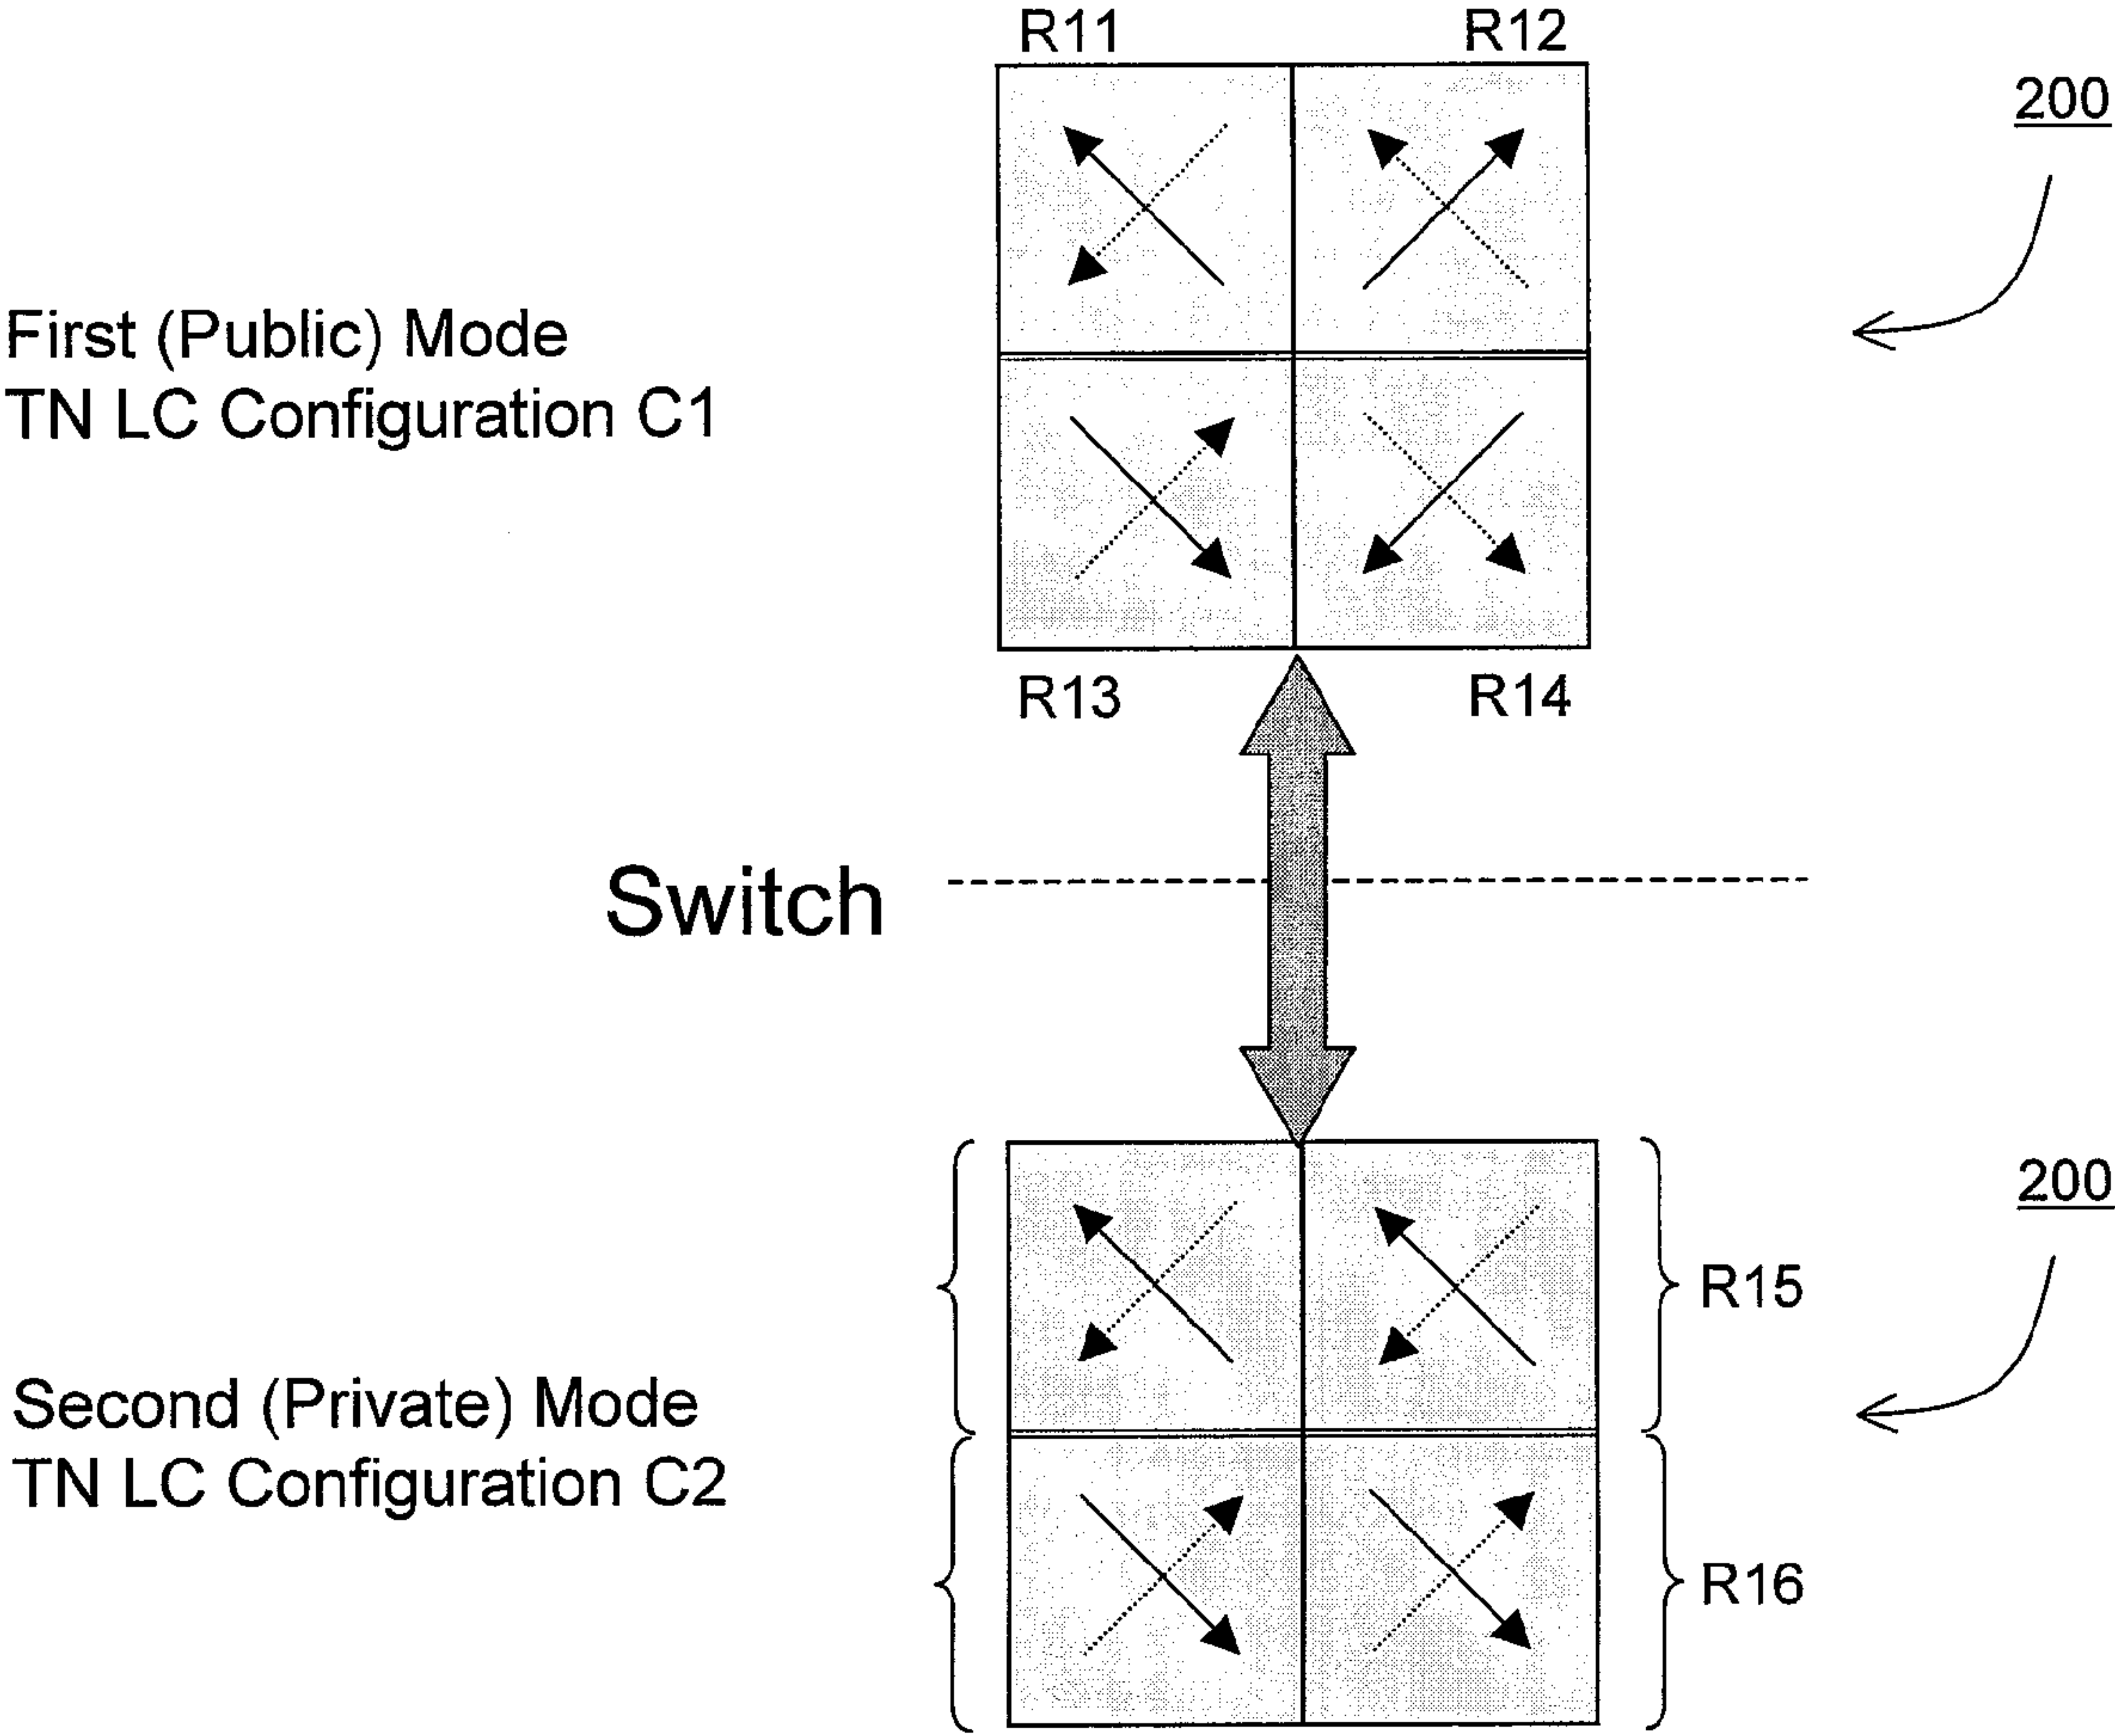 R11 R12
200
First (Public) Mode
TN LC Configuration C1
R13 R14
Switch
200
R15
Second (Private) Mode
TN LC Configuration C2
R16